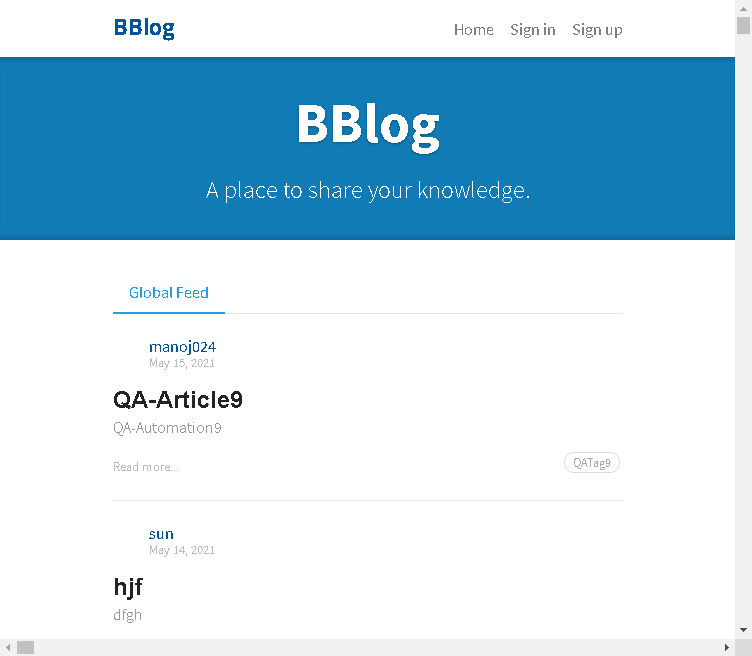 BBlog
Home Sign in Sign up
BBlog
A place to share your knowledge.
Global Feed
manoj024
May 15, 2021
QA-Article9
QA-Automation9
Read more...
QATag9
sun
May 14, 2021
hjf
dfgh